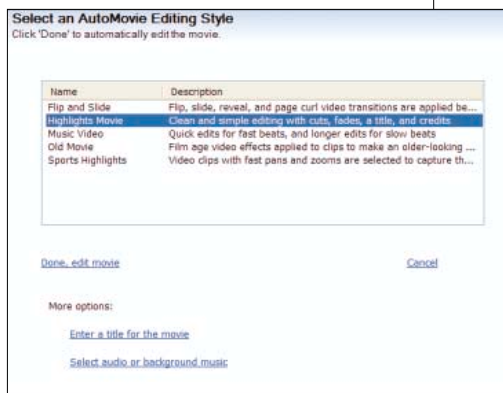 Select an AutoMovie Editing Style
Click 'Done' to automatically edit the movie.
Name Description
Flip and Slide Flip, slide, reveal, and page curl video transitions are applied be...
Highlights Movie Clean and simple editing with cuts, fades, a title, and credits
Music Video Quick edits for fast beats, and longer edits for slow beats
Old Movie Film age video effects applied to clips to make an older-looking ...
Sports Highlights Video clips with fast pans and zooms are selected to capture th...
Done, edit movie Cancel
More options:
Enter a title for the movie
Select audio or background music